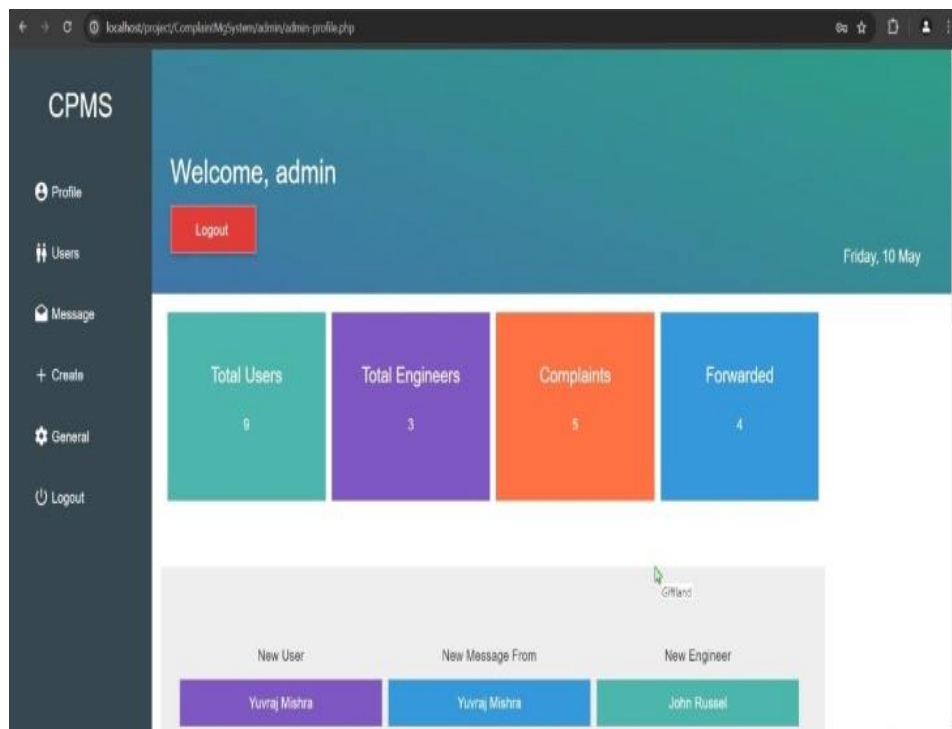 localhost/project/ComplaintMgSystem/admin/admin-profile.php
CPMS
Profile
Users
Message
+ Create
General
Logout
Welcome, admin
Logout
Friday, 10 May
Total Users
9
Total Engineers
3
Complaints
5
Forwarded
4
Giffland
New User
New Message From
New Engineer
Yuvraj Mishra
Yuvraj Mishra
John Russel